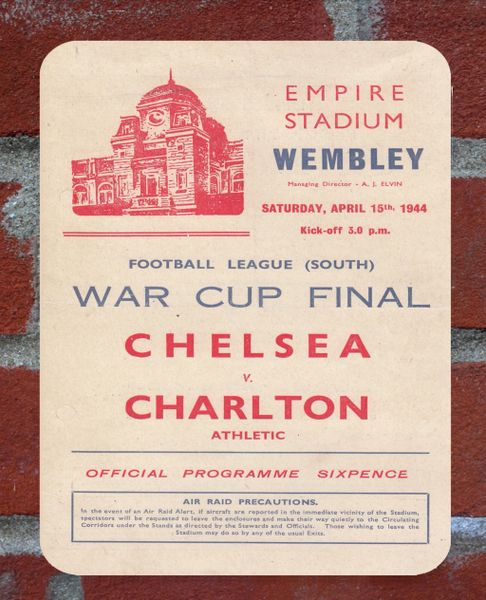 EMPIRE
STADIUM
WEMBLEY
Managing Director - A. J. ELVIN
SATURDAY, APRIL 15th, 1944
Kick-off 3.0 p.m.
FOOTBALL LEAGUE (SOUTH)
WAR CUP FINAL
CHELSEA
v.
CHARLTON
ATHLETIC
OFFICIAL PROGRAMME SIXPENCE
AIR RAID PRECAUTIONS.
In the event of an Air Raid Alert, if aircraft are reported in the immediate vicinity of the Stadium,
spectators will be requested to leave the enclosures and make their way quietly to the Circulating
Corridors under the Stands as directed by the Stewards and Officials. Those wishing to leave the
Stadium may do so by any of the usual Exits.